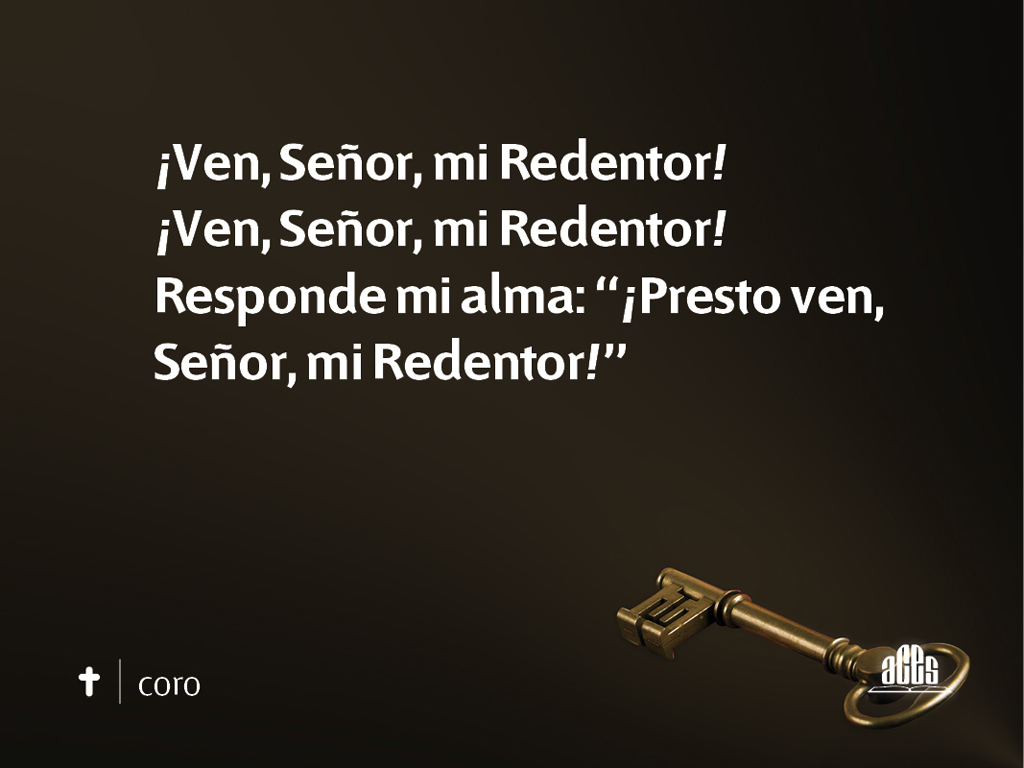 ¡Ven, Señor, mi Redentor!
¡Ven, Señor, mi Redentor!
Responde mi alma: “¡Presto ven,
Señor, mi Redentor!”
coro
aces